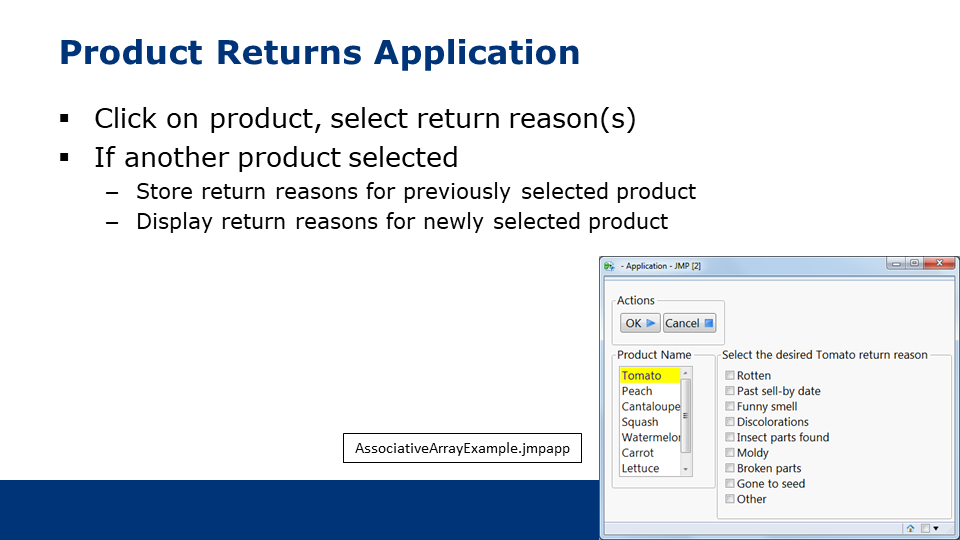 Product Returns Application
▪ Click on product, select return reason(s)
▪ If another product selected
– Store return reasons for previously selected product
– Display return reasons for newly selected product
- Application - JMP [2]
Actions
OK Cancel
Product Name
Tomato
Peach
Cantaloupe
Squash
Watermelon
Carrot
Lettuce
Select the desired Tomato return reason
Rotten
Past sell-by date
Funny smell
Discolorations
Insect parts found
Moldy
Broken parts
Gone to seed
Other
AssociativeArrayExample.jmpapp